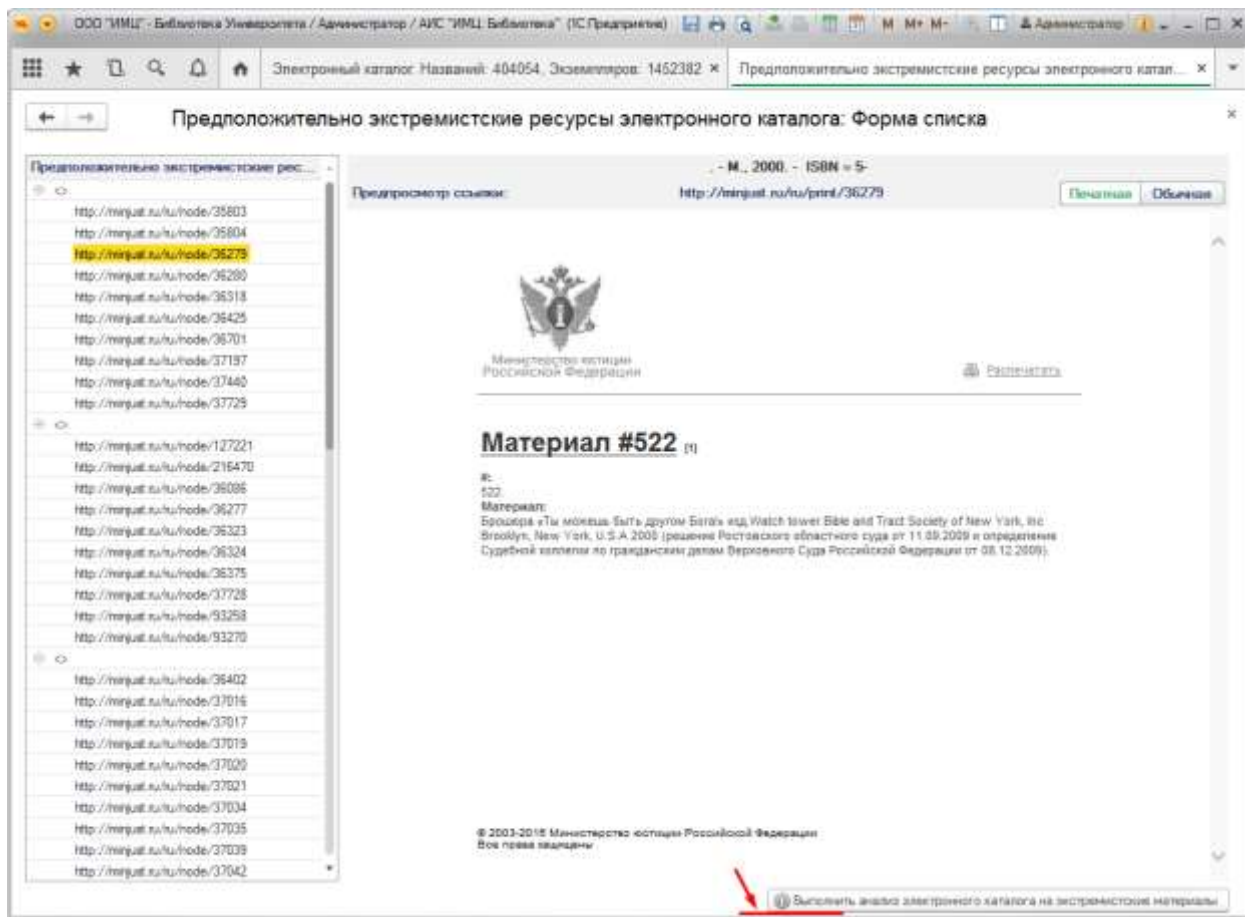 ООО "ИМЦ" - Библиотека Университета / Администратор / АИС "ИМЦ: Библиотека" (1С:Предприятие)
M M+ M-
Администратор
Электронный каталог. Названий: 404054, Экземпляров: 1452382 ×
Предположительно экстремистские ресурсы электронного катал... ×
Предположительно экстремистские ресурсы электронного каталога: Форма списка
Предположительно экстремистские рес...
<>
http://minjust.ru/ru/node/35803
http://minjust.ru/ru/node/35804
http://minjust.ru/ru/node/36279
http://minjust.ru/ru/node/36280
http://minjust.ru/ru/node/36318
http://minjust.ru/ru/node/36425
http://minjust.ru/ru/node/36701
http://minjust.ru/ru/node/37197
http://minjust.ru/ru/node/37440
http://minjust.ru/ru/node/37729
<>
http://minjust.ru/ru/node/127221
http://minjust.ru/ru/node/216470
http://minjust.ru/ru/node/36086
http://minjust.ru/ru/node/36277
http://minjust.ru/ru/node/36323
http://minjust.ru/ru/node/36324
http://minjust.ru/ru/node/36375
http://minjust.ru/ru/node/37728
http://minjust.ru/ru/node/93258
http://minjust.ru/ru/node/93270
<>
http://minjust.ru/ru/node/36402
http://minjust.ru/ru/node/37016
http://minjust.ru/ru/node/37017
http://minjust.ru/ru/node/37019
http://minjust.ru/ru/node/37020
http://minjust.ru/ru/node/37021
http://minjust.ru/ru/node/37034
http://minjust.ru/ru/node/37035
http://minjust.ru/ru/node/37039
http://minjust.ru/ru/node/37042
. - М., 2000. - ISBN = 5-
Предпросмотр ссылки: http://minjust.ru/ru/print/36279
Печатная Обычная
Министерство юстиции
Российской Федерации
Распечатать
Материал #522 [1]
#:
522
Материал:
Брошюра «Ты можешь быть другом Бога!» изд.Watch tower Bible and Tract Society of New York, Inc
Brooklyn, New York, U.S.A 2000 (решение Ростовского областного суда от 11.09.2009 и определение
Судебной коллегии по гражданским делам Верховного Суда Российской Федерации от 08.12.2009).
© 2003-2015 Министерство юстиции Российской Федерации
Все права защищены
Выполнить анализ электронного каталога на экстремистские материалы